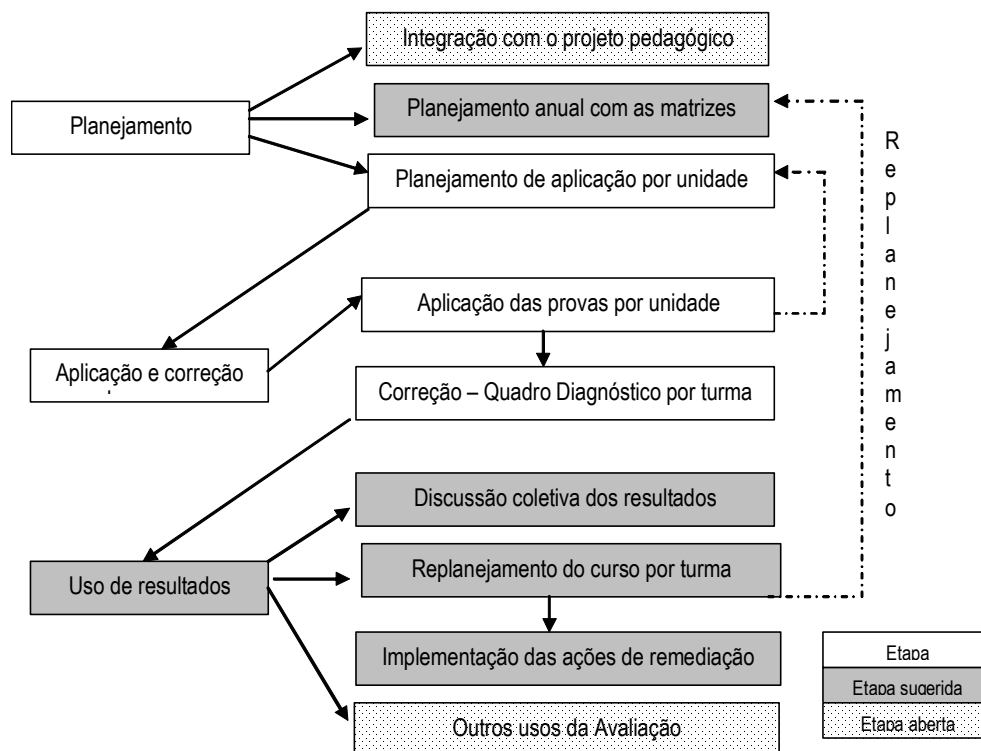 Integração com o projeto pedagógico
Planejamento anual com as matrizes
Planejamento
Planejamento de aplicação por unidade
Replanejamento
Aplicação das provas por unidade
Aplicação e correção
Correção – Quadro Diagnóstico por turma
Discussão coletiva dos resultados
Uso de resultados
Replanejamento do curso por turma
Implementação das ações de remediação
Outros usos da Avaliação
Etapa
Etapa sugerida
Etapa aberta